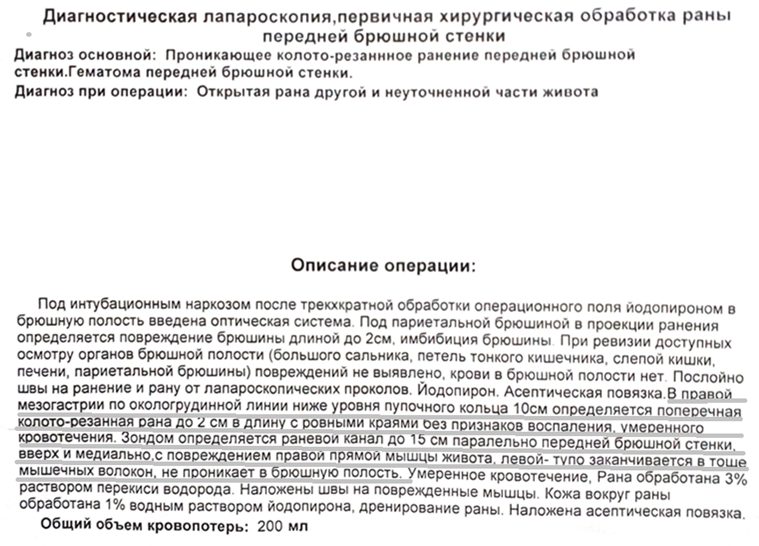 Диагностическая лапароскопия,первичная хирургическая обработка раны
передней брюшной стенки
Диагноз основной: Проникающее колото-резаннное ранение передней брюшной
стенки.Гематома передней брюшной стенки.
Диагноз при операции: Открытая рана другой и неуточненной части живота
Описание операции:
Под интубационным наркозом после трекхкратной обработки операционного поля йодопироном в
брюшную полость введена оптическая система. Под париетальной брюшиной в проекции ранения
определяется повреждение брюшины длиной до 2см, имбибиция брюшины. При ревизии доступных
осмотру органов брюшной полости (большого сальника, петель тонкого кишечника, слепой кишки,
печени, париетальной брюшины) повреждений не выявлено, крови в брюшной полости нет. Послойно
швы на ранение и рану от лапароскопических проколов. Йодопирон. Асептическая повязка.В правой
мезогастрии по окологрудинной линии ниже уровня пупочного кольца 10см определяется поперечная
колото-резанная рана до 2 см в длину с ровными краями без признаков воспаления, умеренного
кровотечения. Зондом определяется раневой канал до 15 см паралельно передней брюшной стенки,
вверх и медиально,с повреждением правой прямой мышцы живота, левой- тупо заканчивается в тоще
мышечных волокон, не проникает в брюшную полость. Умеренное кровотечение, Рана обработана 3%
раствором перекиси водорода. Наложены швы на поврежденные мышцы. Кожа вокруг раны
обработана 1% водным раствором йодопирона, дренирование раны. Наложена асептическая повязка.
Общий объем кровопотерь: 200 мл